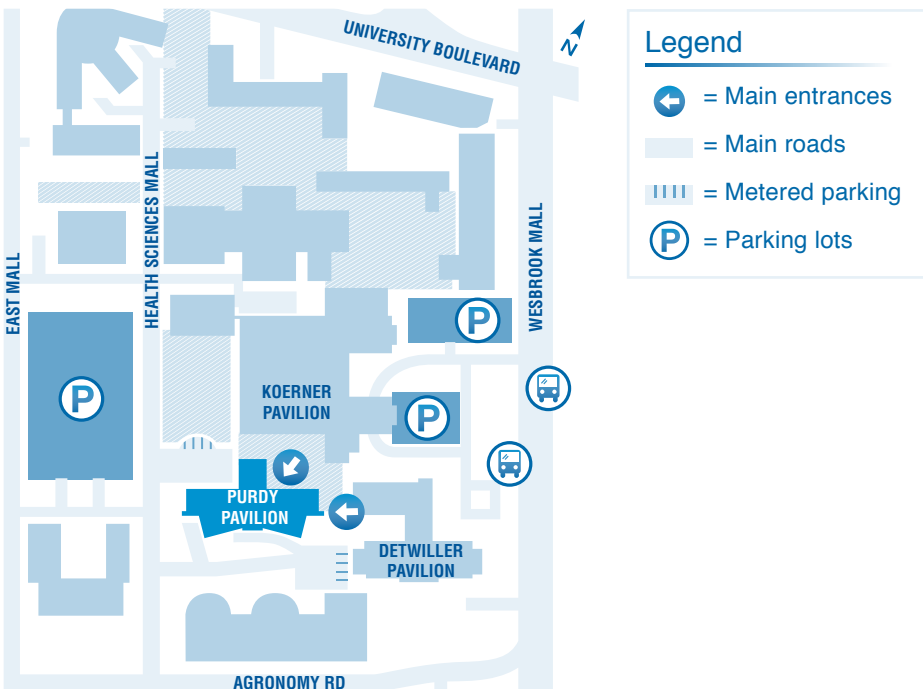 UNIVERSITY BOULEVARD
N
HEALTH SCIENCES MALL
EAST MALL
WESBROOK MALL
P
P
KOERNER
PAVILION
P
PURDY
PAVILION
DETWILLER
PAVILION
AGRONOMY RD
Legend
= Main entrances
= Main roads
= Metered parking
P = Parking lots